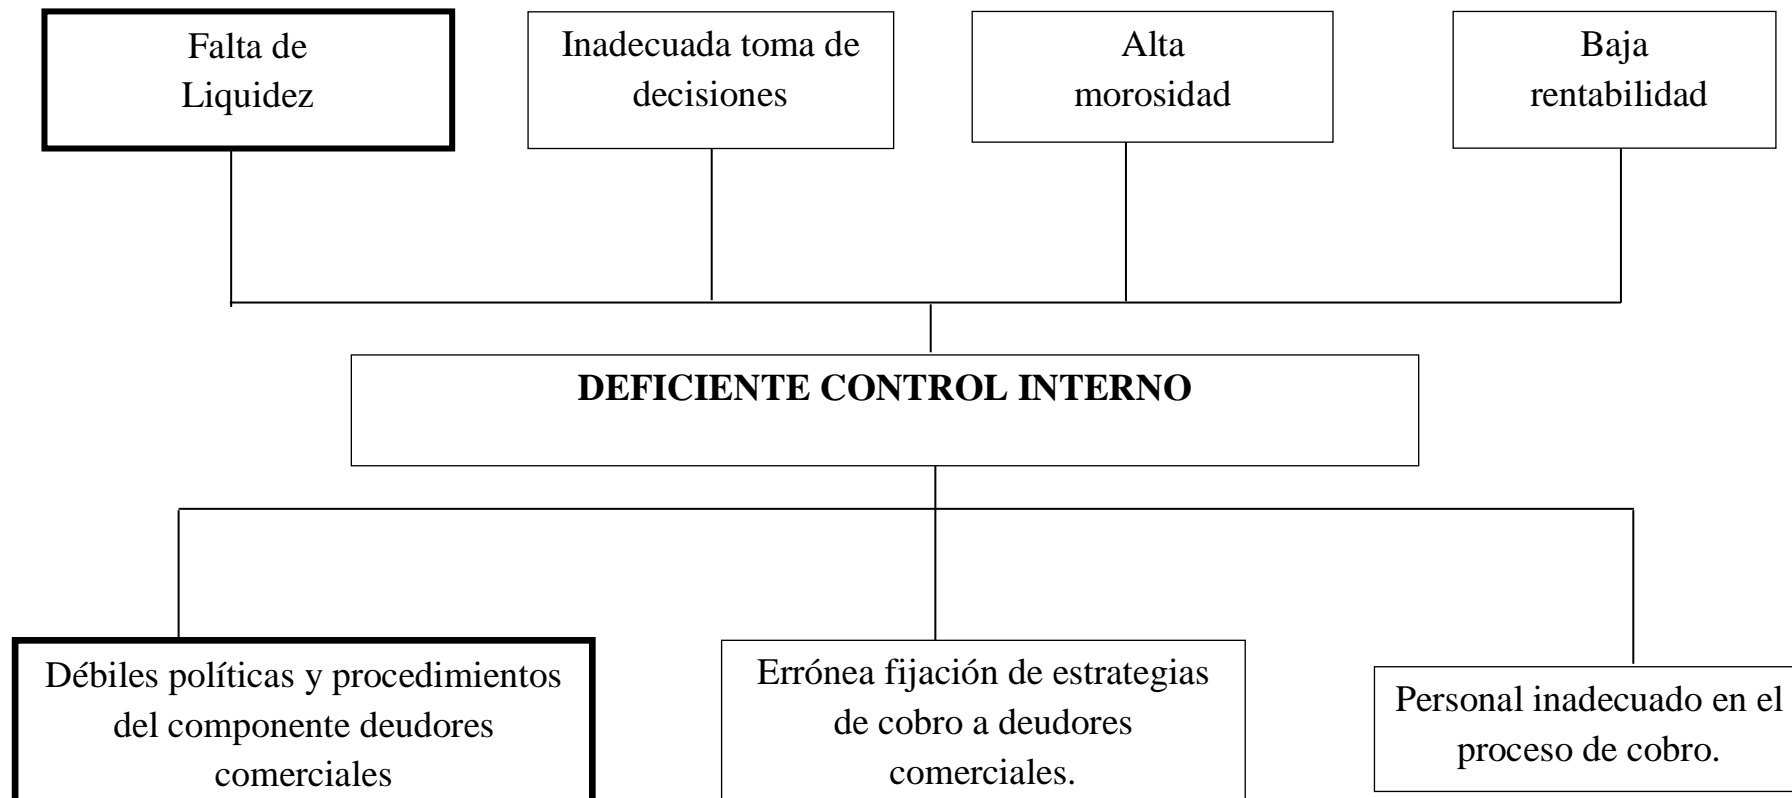 Falta de
Liquidez
Inadecuada toma de
decisiones
Alta
morosidad
Baja
rentabilidad
DEFICIENTE CONTROL INTERNO
Débiles políticas y procedimientos
del componente deudores
comerciales
Errónea fijación de estrategias
de cobro a deudores
comerciales.
Personal inadecuado en el
proceso de cobro.